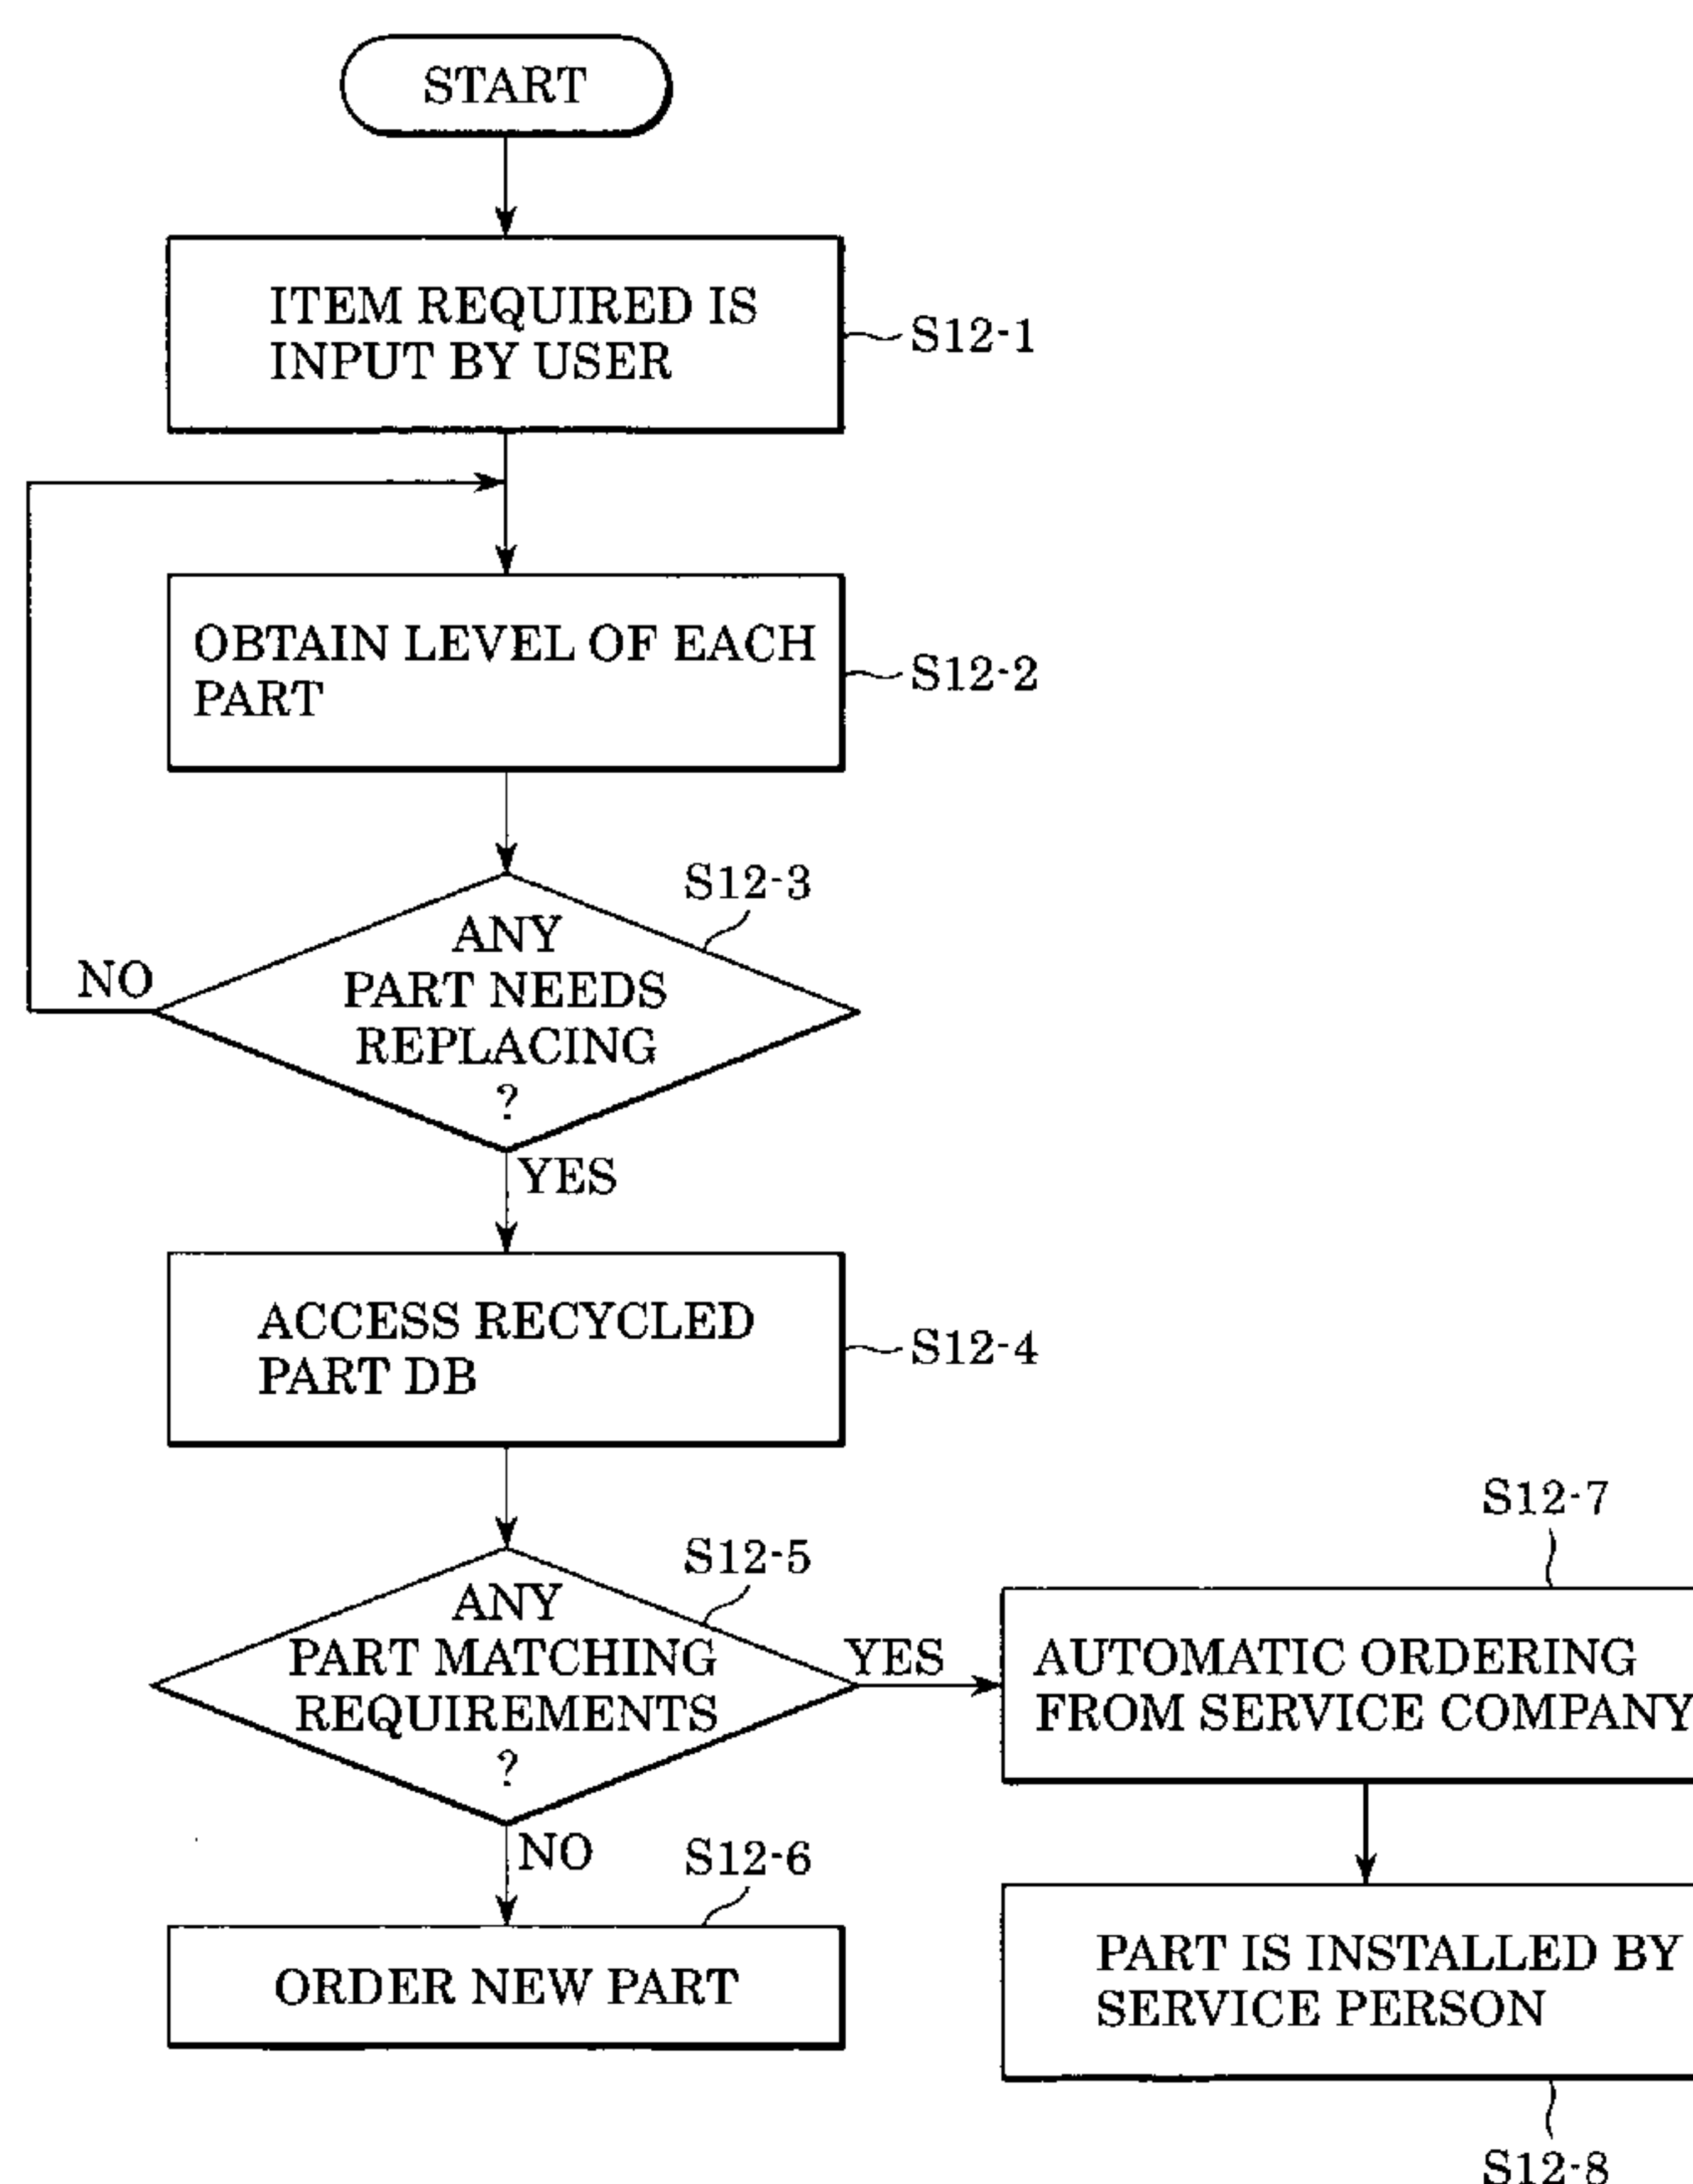 START
ITEM REQUIRED IS
INPUT BY USER
S12-1
OBTAIN LEVEL OF EACH
PART
S12-2
S12-3
ANY
PART NEEDS
REPLACING
?
NO
YES
ACCESS RECYCLED
PART DB
S12-4
S12-5
ANY
PART MATCHING
REQUIREMENTS
?
YES
NO
S12-6
ORDER NEW PART
S12-7
AUTOMATIC ORDERING
FROM SERVICE COMPANY
PART IS INSTALLED BY
SERVICE PERSON
S12-8